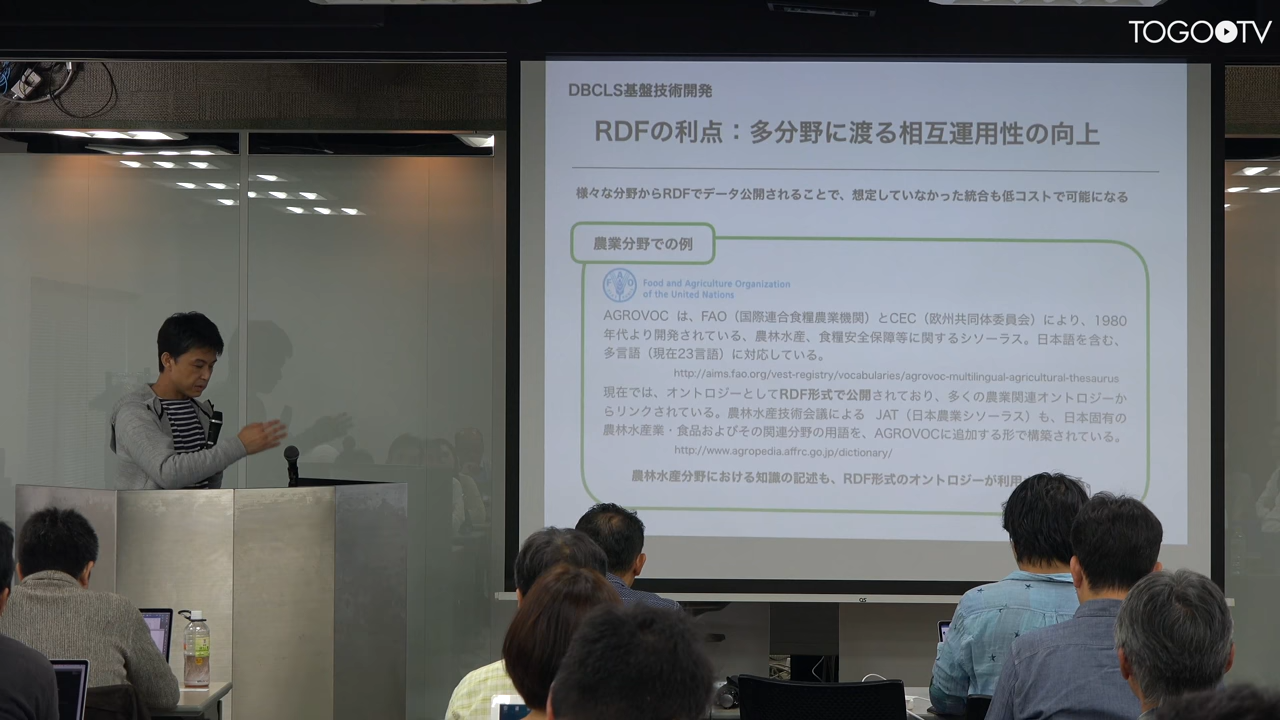 TOGO TV
DBCLS基盤技術開発
RDFの利点：多分野に渡る相互運用性の向上
様々な分野からRDFでデータ公開されることで、想定していなかった統合も低コストで可能になる
農業分野での例
FAO
Food and Agriculture Organization
of the United Nations
AGROVOC は、FAO（国際連合食糧農業機関）とCEC（欧州共同体委員会）により、1980
年代より開発されている、農林水産、食糧安全保障等に関するシソーラス。日本語を含む、
多言語（現在23言語）に対応している。
http://aims.fao.org/vest-registry/vocabularies/agrovoc-multilingual-agricultural-thesaurus
現在では、オントロジーとしてRDF形式で公開されており、多くの農業関連オントロジーか
らリンクされている。農林水産技術会議による JAT（日本農業シソーラス）も、日本固有の
農林水産業・食品およびその関連分野の用語を、AGROVOCに追加する形で構築されている。
http://www.agropedia.affrc.go.jp/dictionary/
農林水産分野における知識の記述も、RDF形式のオントロジーが利用